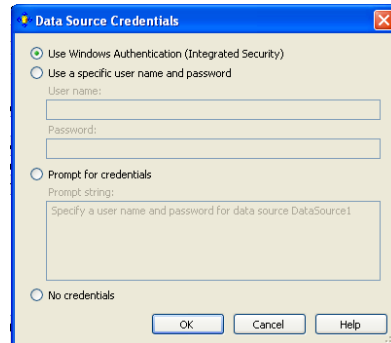 Data Source Credentials
Use Windows Authentication (Integrated Security)
Use a specific user name and password
User name:
Password:
Prompt for credentials
Prompt string:
Specify a user name and password for data source DataSource1
No credentials
OK Cancel Help